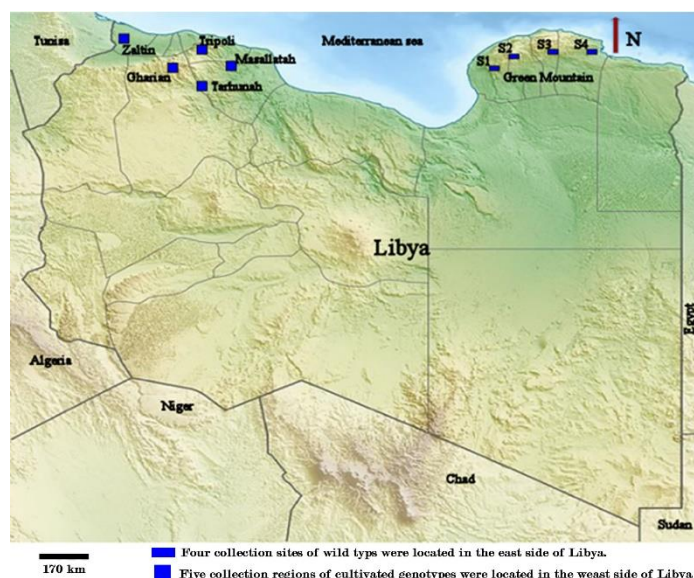 Tunisa
Zaltin
Tripoli
Mediterranean sea
N
Gharian
Masallatah
Tarhunah
S1
S2
S3
S4
Green Mountain
Libya
Egypt
Algeria
Niger
Chad
Sudan
170 km
Four collection sites of wild typs were located in the east side of Libya.
Five collection regions of cultivated genotypes were located in the weast side of Libya